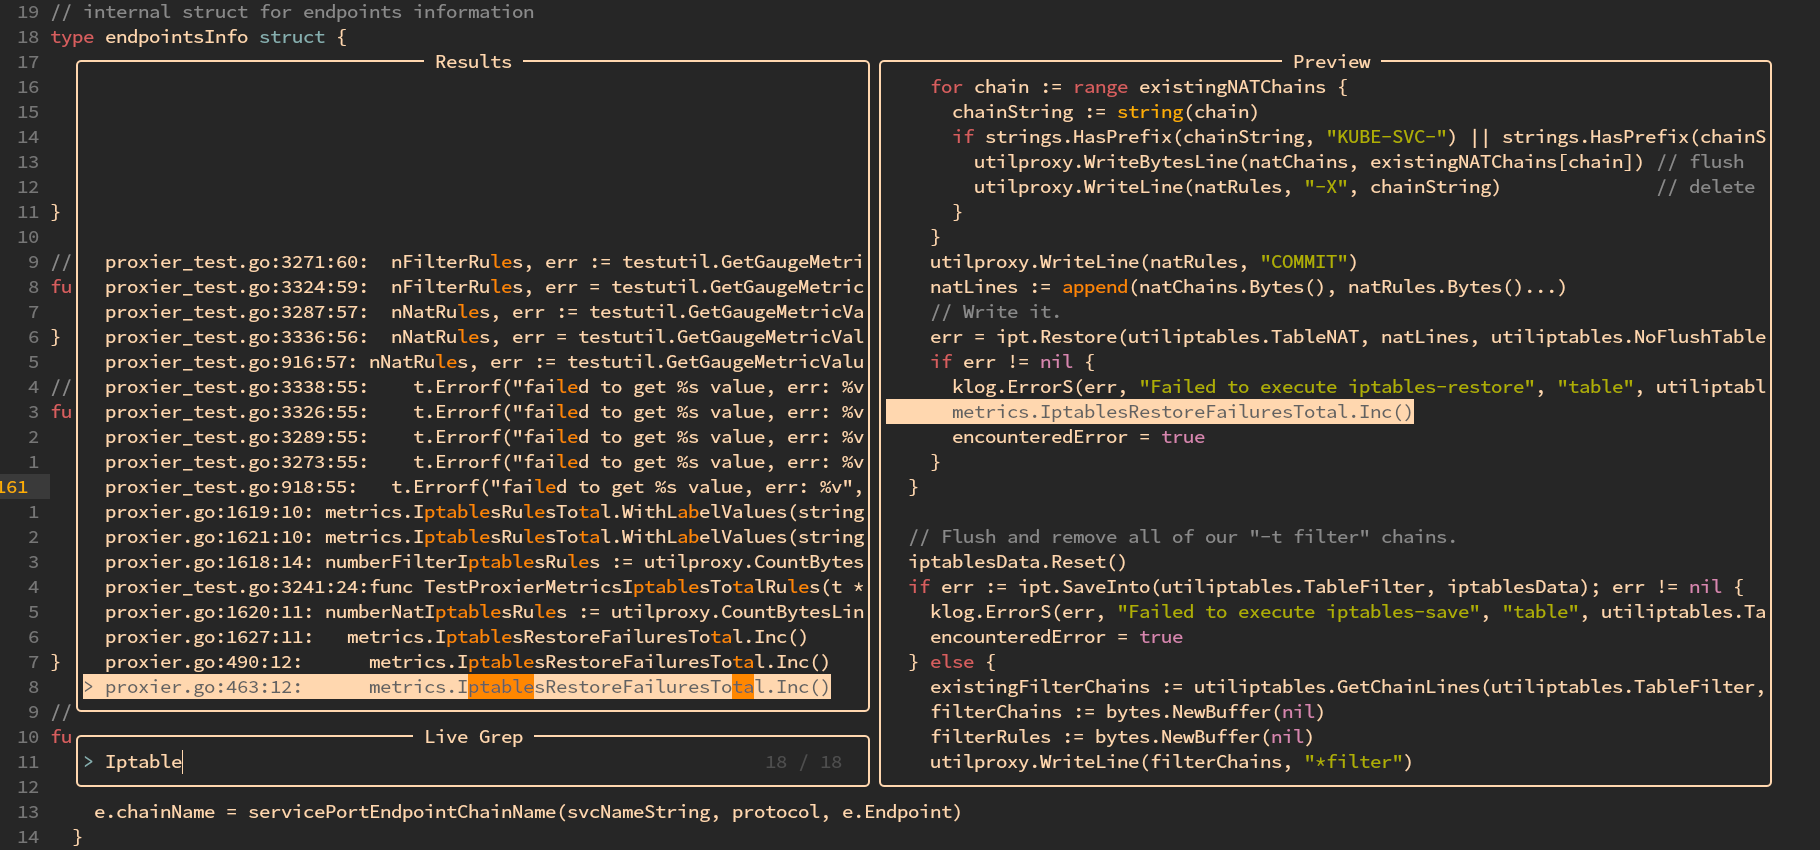 19 // internal struct for endpoints information
18 type endpointsInfo struct {
17
16
15
14
13
12
11 }
10
9 //
8 fu
7
6 }
5
4 //
3 fu
2
1
161
1
2
3
4
5
6
7 }
8
9 //
10 fu
11
12
Results
proxier_test.go:3271:60:  nFilterRules, err := testutil.GetGaugeMetri
proxier_test.go:3324:59:  nFilterRules, err = testutil.GetGaugeMetric
proxier_test.go:3287:57:  nNatRules, err := testutil.GetGaugeMetricVa
proxier_test.go:3336:56:  nNatRules, err = testutil.GetGaugeMetricVal
proxier_test.go:916:57: nNatRules, err := testutil.GetGaugeMetricValu
proxier_test.go:3338:55:    t.Errorf("failed to get %s value, err: %v
proxier_test.go:3326:55:    t.Errorf("failed to get %s value, err: %v
proxier_test.go:3289:55:    t.Errorf("failed to get %s value, err: %v
proxier_test.go:3273:55:    t.Errorf("failed to get %s value, err: %v
proxier_test.go:918:55:   t.Errorf("failed to get %s value, err: %v",
proxier.go:1619:10: metrics.IptablesRulesTotal.WithLabelValues(string
proxier.go:1621:10: metrics.IptablesRulesTotal.WithLabelValues(string
proxier.go:1618:14: numberFilterIptablesRules := utilproxy.CountBytes
proxier_test.go:3241:24:func TestProxierMetricsIptablesTotalRules(t *
proxier.go:1620:11: numberNatIptablesRules := utilproxy.CountBytesLin
proxier.go:1627:11:   metrics.IptablesRestoreFailuresTotal.Inc()
proxier.go:490:12:      metrics.IptablesRestoreFailuresTotal.Inc()
> proxier.go:463:12:      metrics.IptablesRestoreFailuresTotal.Inc()
Live Grep
> Iptable 18 / 18
Preview
for chain := range existingNATChains {
chainString := string(chain)
if strings.HasPrefix(chainString, "KUBE-SVC-") || strings.HasPrefix(chainS
utilproxy.WriteBytesLine(natChains, existingNATChains[chain]) // flush
utilproxy.WriteLine(natRules, "-X", chainString)              // delete
}
}
utilproxy.WriteLine(natRules, "COMMIT")
natLines := append(natChains.Bytes(), natRules.Bytes()...)
// Write it.
err = ipt.Restore(utiliptables.TableNAT, natLines, utiliptables.NoFlushTable
if err != nil {
klog.ErrorS(err, "Failed to execute iptables-restore", "table", utiliptabl
metrics.IptablesRestoreFailuresTotal.Inc()
encounteredError = true
}
}
// Flush and remove all of our "-t filter" chains.
iptablesData.Reset()
if err := ipt.SaveInto(utiliptables.TableFilter, iptablesData); err != nil {
klog.ErrorS(err, "Failed to execute iptables-save", "table", utiliptables.Ta
encounteredError = true
} else {
existingFilterChains := utiliptables.GetChainLines(utiliptables.TableFilter,
filterChains := bytes.NewBuffer(nil)
filterRules := bytes.NewBuffer(nil)
utilproxy.WriteLine(filterChains, "*filter")
13 e.chainName = servicePortEndpointChainName(svcNameString, protocol, e.Endpoint)
14 }